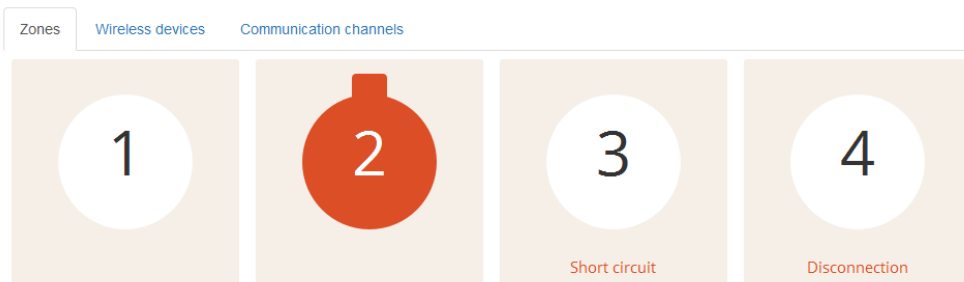 Zones Wireless devices Communication channels
1 2 3 4
Short circuit Disconnection